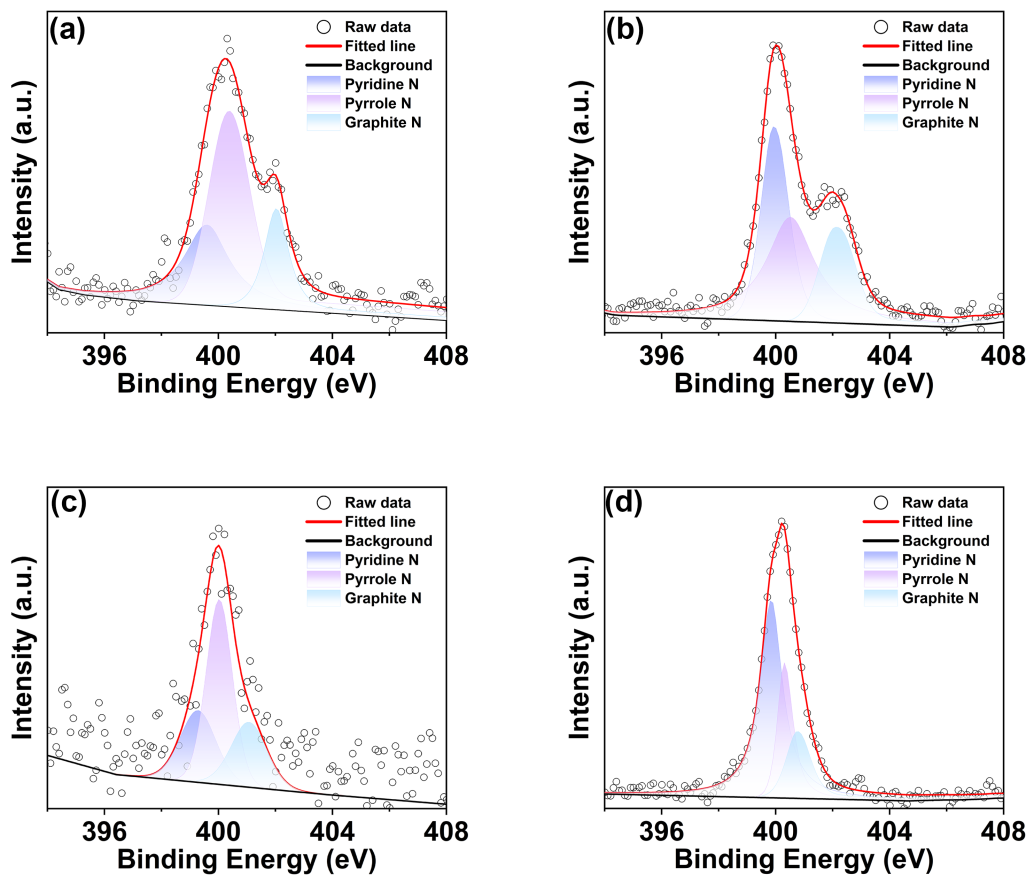 (a)
Raw data
Fitted line
Background
Pyridine N
Pyrrole N
Graphite N
Intensity (a.u.)
396 400 404 408
Binding Energy (eV)
(b)
Raw data
Fitted line
Background
Pyridine N
Pyrrole N
Graphite N
Intensity (a.u.)
396 400 404 408
Binding Energy (eV)
(c)
Raw data
Fitted line
Background
Pyridine N
Pyrrole N
Graphite N
Intensity (a.u.)
396 400 404 408
Binding Energy (eV)
(d)
Raw data
Fitted line
Background
Pyridine N
Pyrrole N
Graphite N
Intensity (a.u.)
396 400 404 408
Binding Energy (eV)